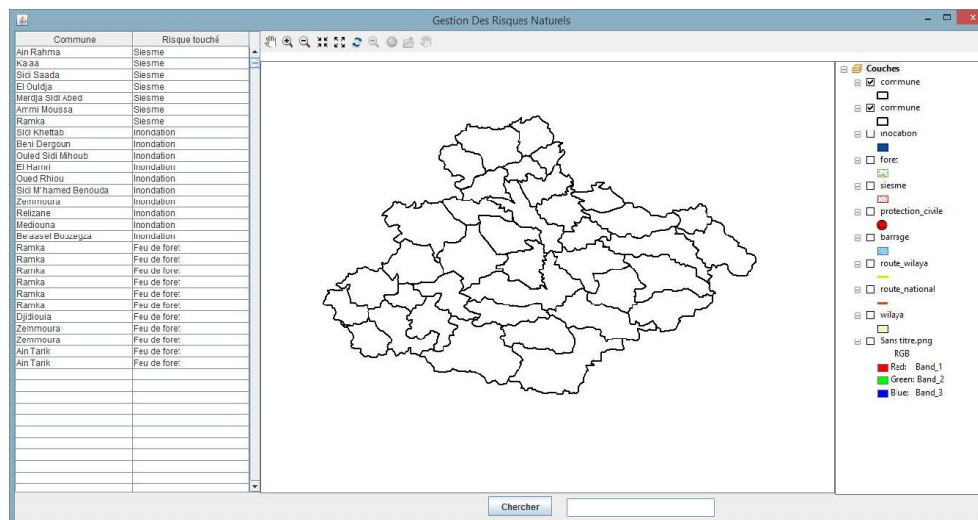 Gestion Des Risques Naturels
Commune Risque touché
Ain Rahma Siesme
Kalaa Siesme
Sidi Saada Siesme
El Ouldja Siesme
Merdja Sidi Abed Siesme
Ammi Moussa Siesme
Ramka Siesme
Sidi Khettab Inondation
Beni Dergoun Inondation
Ouled Sidi Mihoub Inondation
El Hamri Inondation
Oued Rhiou Inondation
Sidi M'hamed Benouda Inondation
Zemmoura Inondation
Relizane Inondation
Mediouna Inondation
Belaasel Bouzegza Inondation
Ramka Feu de foret
Ramka Feu de foret
Ramka Feu de foret
Ramka Feu de foret
Ramka Feu de foret
Ramka Feu de foret
Djidiouia Feu de foret
Zemmoura Feu de foret
Zemmoura Feu de foret
Ain Tarik Feu de foret
Ain Tarik Feu de foret
Couches
commune
commune
inocation
foret
siesme
protection_civile
barrage
route_wilaya
route_national
wilaya
Sans titre.png
RGB
Red: Band_1
Green: Band_2
Blue: Band_3
Chercher